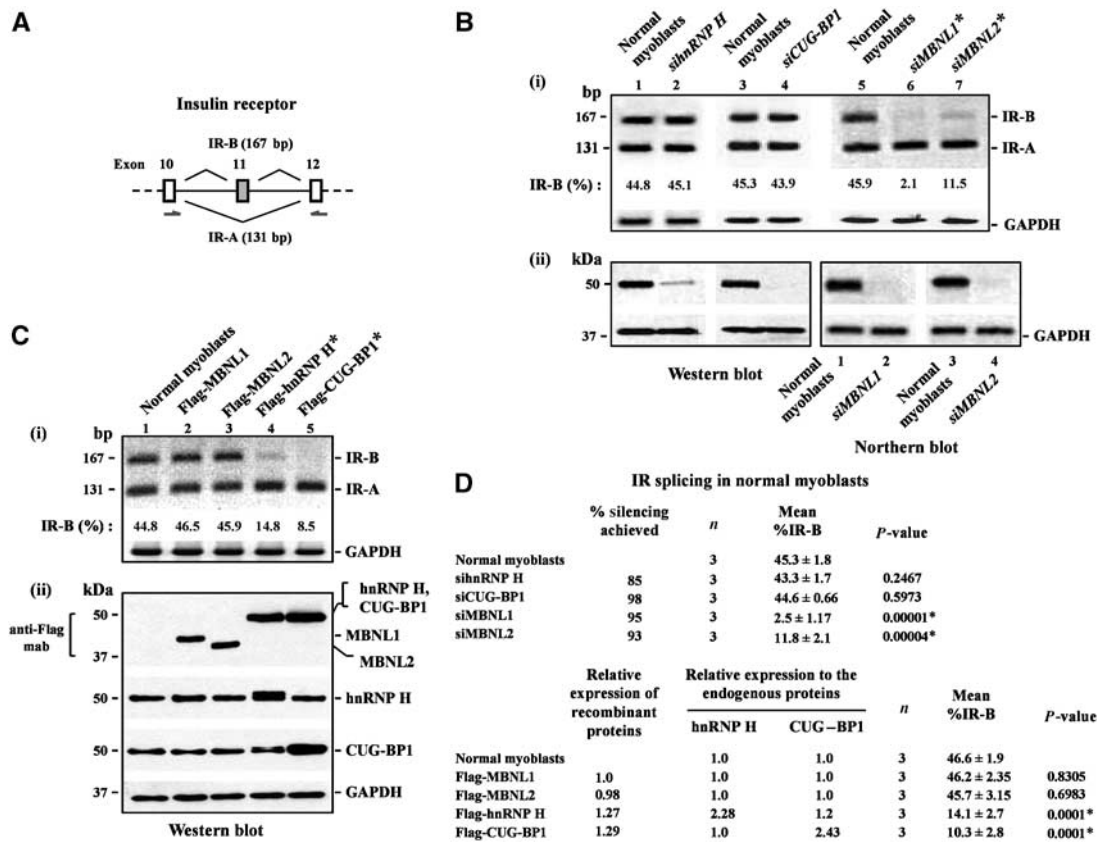 A
Insulin receptor
IR-B (167 bp)
Exon 10 11 12
IR-A (131 bp)
B
Normal myoblasts
sihnRNP H
Normal myoblasts
siCUG-BP1
Normal myoblasts
siMBNL1*
siMBNL2*
(i) bp 1 2 3 4 5 6 7
167 - - IR-B
131 - - IR-A
IR-B (%) : 44.8 45.1 45.3 43.9 45.9 2.1 11.5
- GAPDH
(ii) kDa
50 -
37 - - GAPDH
Western blot
Normal myoblasts 1
siMBNL1 2
Normal myoblasts 3
siMBNL2 4
Northern blot
C
Normal myoblasts
Flag-MBNL1
Flag-MBNL2
Flag-hnRNP H*
Flag-CUG-BP1*
(i) bp 1 2 3 4 5
167 - - IR-B
131 - - IR-A
IR-B (%) : 44.8 46.5 45.9 14.8 8.5
- GAPDH
(ii) kDa
anti-Flag mab
50 -
37 -
hnRNP H,
CUG-BP1
MBNL1
MBNL2
50 - - hnRNP H
50 - - CUG-BP1
37 - - GAPDH
Western blot
D
IR splicing in normal myoblasts
% silencing achieved n Mean %IR-B P-value
Normal myoblasts 3 45.3 ± 1.8
sihnRNP H 85 3 43.3 ± 1.7 0.2467
siCUG-BP1 98 3 44.6 ± 0.66 0.5973
siMBNL1 95 3 2.5 ± 1.17 0.00001*
siMBNL2 93 3 11.8 ± 2.1 0.00004*
Relative expression of recombinant proteins
Relative expression to the endogenous proteins
hnRNP H CUG-BP1
n Mean %IR-B P-value
Normal myoblasts 1.0 1.0 3 46.6 ± 1.9
Flag-MBNL1 1.0 1.0 1.0 3 46.2 ± 2.35 0.8305
Flag-MBNL2 0.98 1.0 1.0 3 45.7 ± 3.15 0.6983
Flag-hnRNP H 1.27 2.28 1.2 3 14.1 ± 2.7 0.0001*
Flag-CUG-BP1 1.29 1.0 2.43 3 10.3 ± 2.8 0.0001*